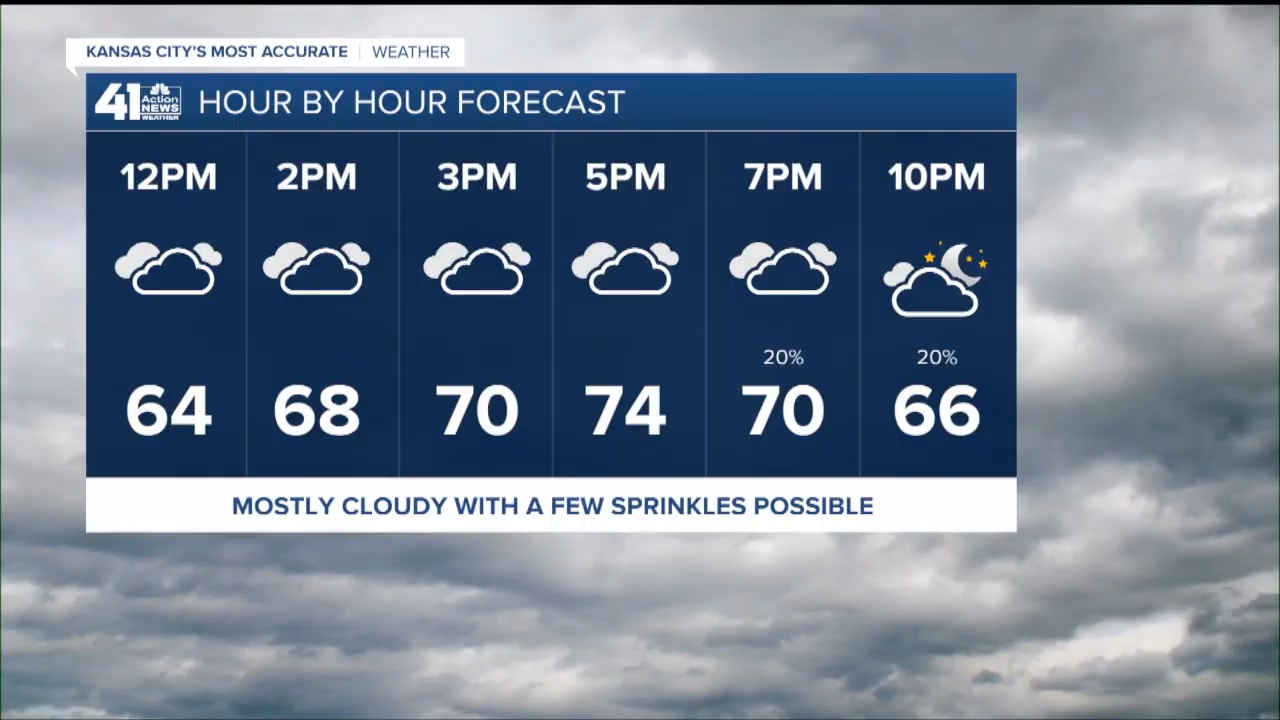 KANSAS CITY'S MOST ACCURATE | WEATHER
41 Action NEWS WEATHER
HOUR BY HOUR FORECAST
12PM 2PM 3PM 5PM 7PM 10PM
20% 20%
64 68 70 74 70 66
MOSTLY CLOUDY WITH A FEW SPRINKLES POSSIBLE